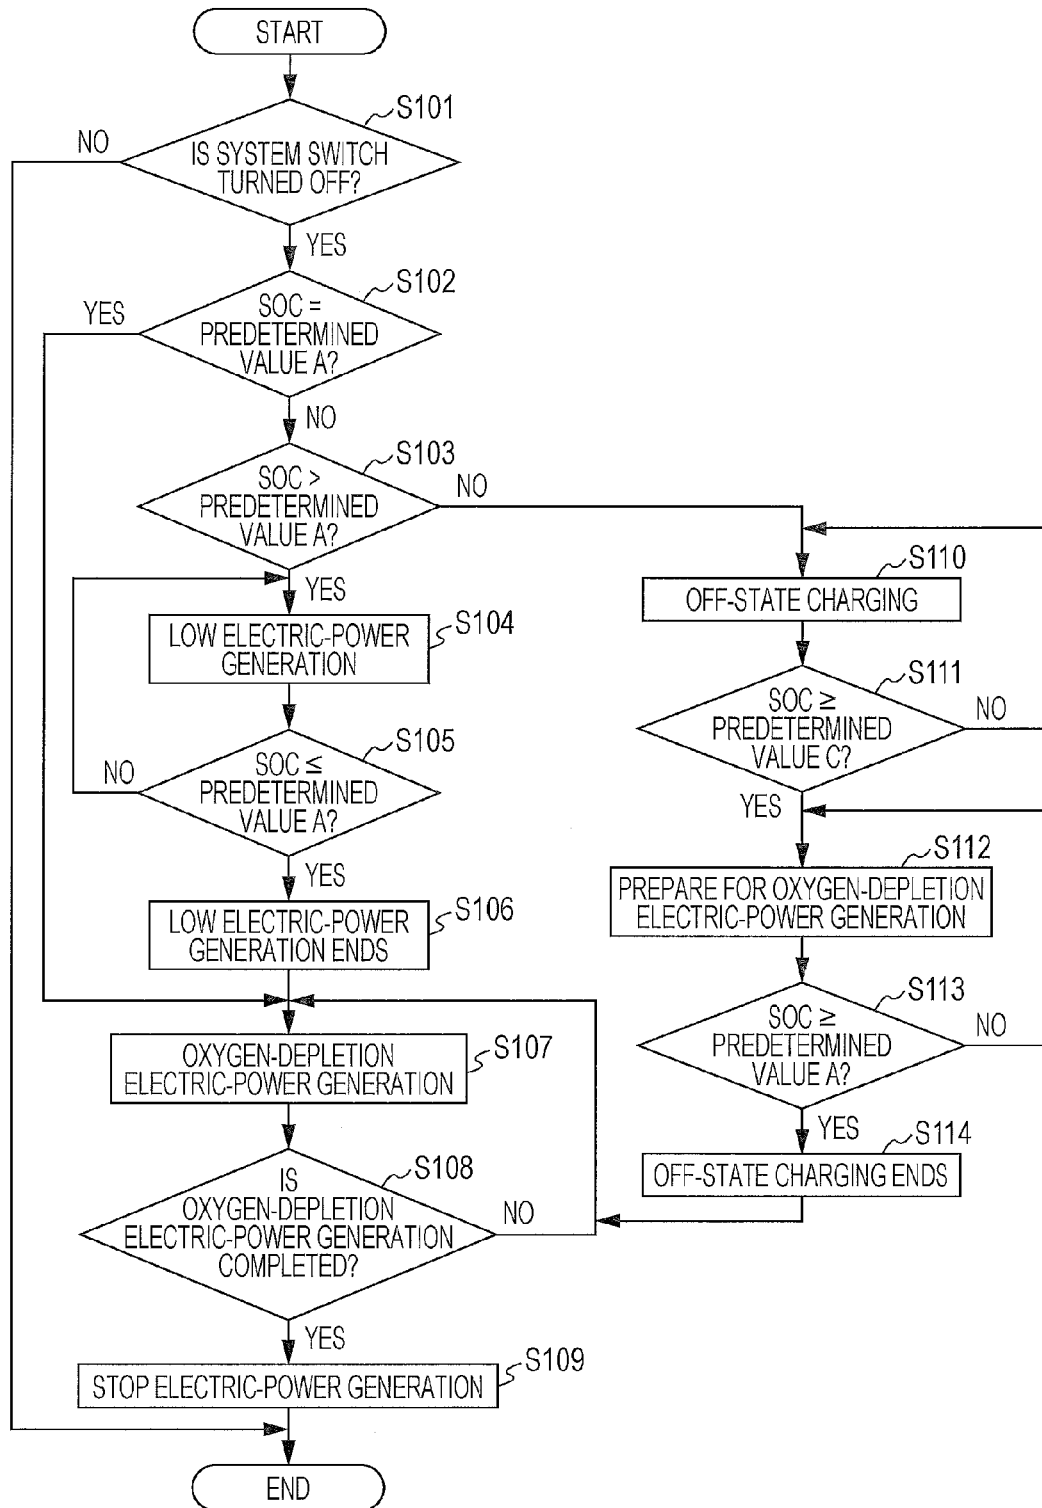 START
S101
NO
IS SYSTEM SWITCH
TURNED OFF?
YES
S102
YES
SOC =
PREDETERMINED
VALUE A?
NO
S103
SOC >
PREDETERMINED
VALUE A?
NO
YES
S104
LOW ELECTRIC-POWER
GENERATION
S105
SOC ≤
PREDETERMINED
VALUE A?
NO
YES
S106
LOW ELECTRIC-POWER
GENERATION ENDS
S107
OXYGEN-DEPLETION
ELECTRIC-POWER GENERATION
S108
IS
OXYGEN-DEPLETION
ELECTRIC-POWER GENERATION
COMPLETED?
NO
YES
S109
STOP ELECTRIC-POWER GENERATION
END
S110
OFF-STATE CHARGING
S111
SOC ≥
PREDETERMINED
VALUE C?
NO
YES
S112
PREPARE FOR OXYGEN-DEPLETION
ELECTRIC-POWER GENERATION
S113
SOC ≥
PREDETERMINED
VALUE A?
NO
YES
S114
OFF-STATE CHARGING ENDS